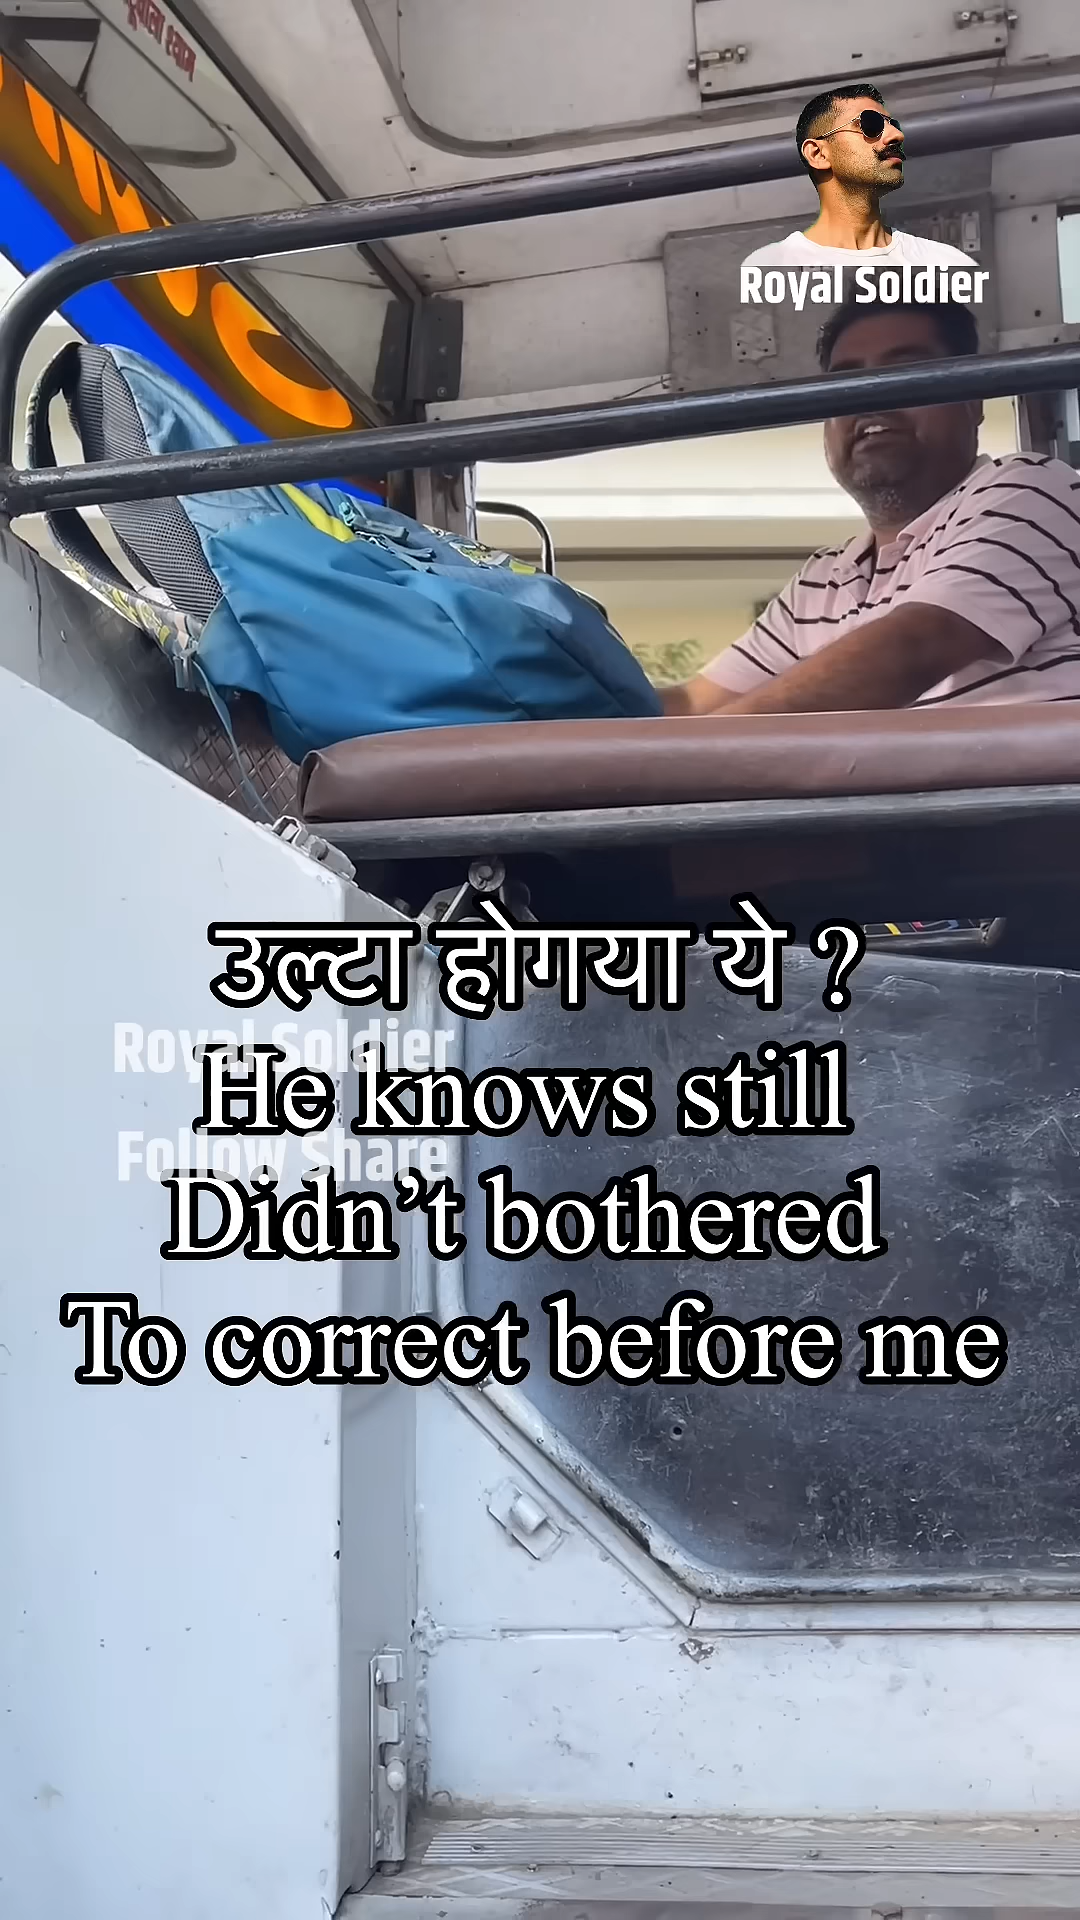 Royal Soldier
उल्टा होगया ये ?
Royal Soldier
He knows still
Follow Share
Didn’t bothered
To correct before me